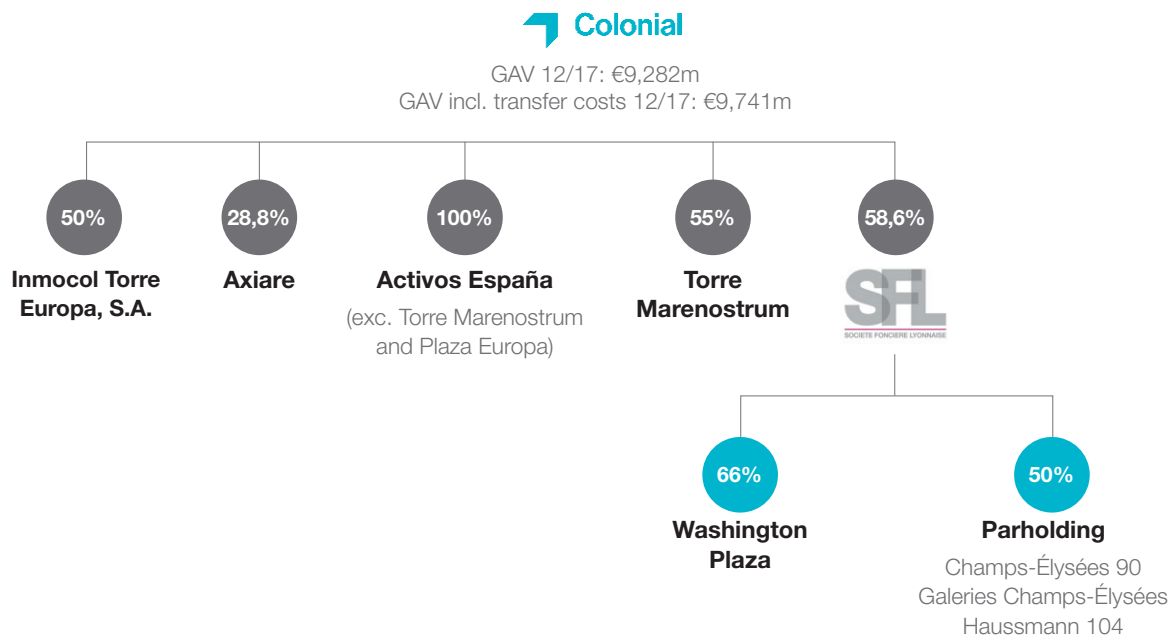 Colonial
GAV 12/17: €9,282m
GAV incl. transfer costs 12/17: €9,741m
50%
28,8%
100%
55%
58,6%
Inmocol Torre
Europa, S.A.
Axiare
Activos España
(exc. Torre Marenostrum
and Plaza Europa)
Torre
Marenostrum
SFL
SOCIETE FONCIERE LYONNAISE
66%
50%
Washington
Plaza
Parholding
Champs-Élysées 90
Galeries Champs-Élysées
Haussmann 104